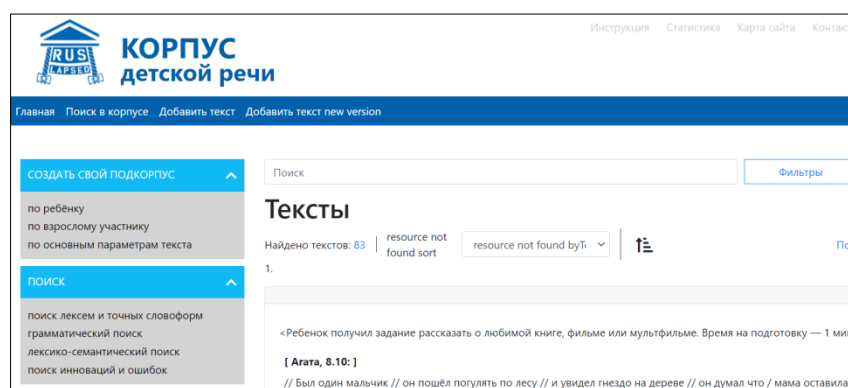 Инструкция Статистика Карта сайта
RUS
LAPSED
КОРПУС
детской речи
Главная Поиск в корпусе Добавить текст Добавить текст new version
СОЗДАТЬ СВОЙ ПОДКОРПУС
по ребёнку
по взрослому участнику
по основным параметрам текста
ПОИСК
поиск лексем и точных словоформ
грамматический поиск
лексико-семантический поиск
поиск инноваций и ошибок
Поиск
Фильтры
Тексты
Найдено текстов: 83
resource not
found sort
resource not found
1.
<Ребенок получил задание рассказать о любимой книге, фильме или мультфильме. Время на подготовку — 1
[ Агата, 8.10: ]
// Был один мальчик // он пошёл погулять по лесу // и увидел гнездо на дереве // он думал что / мама оставила